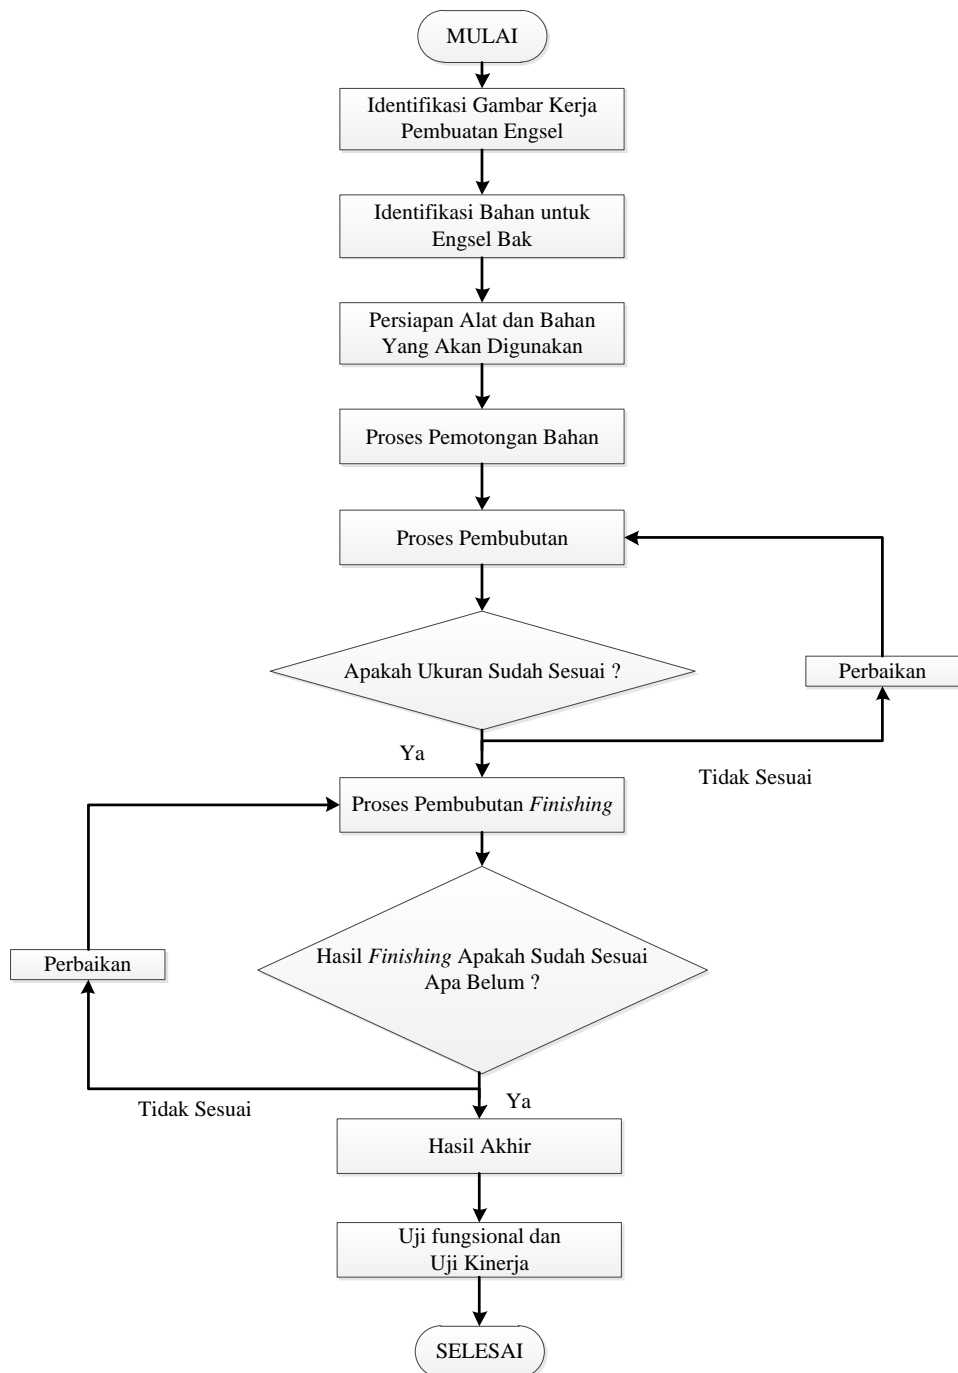 MULAI
Identifikasi Gambar Kerja
Pembuatan Engsel
Identifikasi Bahan untuk
Engsel Bak
Persiapan Alat dan Bahan
Yang Akan Digunakan
Proses Pemotongan Bahan
Proses Pembubutan
Apakah Ukuran Sudah Sesuai ?
Perbaikan
Ya
Tidak Sesuai
Proses Pembubutan Finishing
Hasil Finishing Apakah Sudah Sesuai
Apa Belum ?
Perbaikan
Tidak Sesuai
Ya
Hasil Akhir
Uji fungsional dan
Uji Kinerja
SELESAI